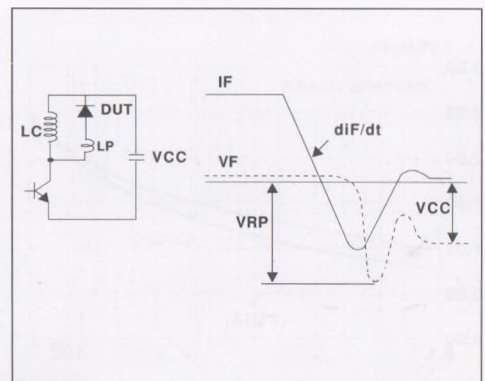 IF
DUT
diF/dt
LC
LP
VCC
VF
VRP
VCC